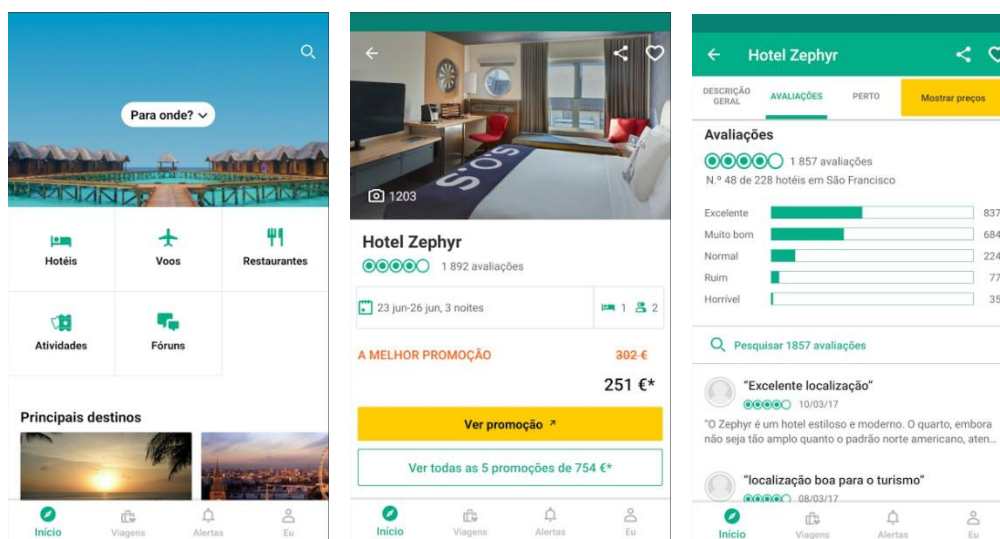 Para onde?
Hotéis
Voos
Restaurantes
Atividades
Fóruns
Principais destinos
Início
Viagens
Alertas
Eu
S.O.S
1203
Hotel Zephyr
1 892 avaliações
23 jun-26 jun, 3 noites
1
2
A MELHOR PROMOÇÃO
302 €
251 €*
Ver promoção
Ver todas as 5 promoções de 754 €*
Início
Viagens
Alertas
Eu
Hotel Zephyr
DESCRIÇÃO
GERAL
AVALIAÇÕES
PERTO
Mostrar preços
Avaliações
1 857 avaliações
N.º 48 de 228 hotéis em São Francisco
Excelente 837
Muito bom 684
Normal 224
Ruim 77
Horrível 35
Pesquisar 1857 avaliações
“Excelente localização”
10/03/17
“O Zephyr é um hotel estiloso e moderno. O quarto, embora
não seja tão amplo quanto o padrão norte americano, aten...
“localização boa para o turismo”
08/03/17
Início
Viagens
Alertas
Eu